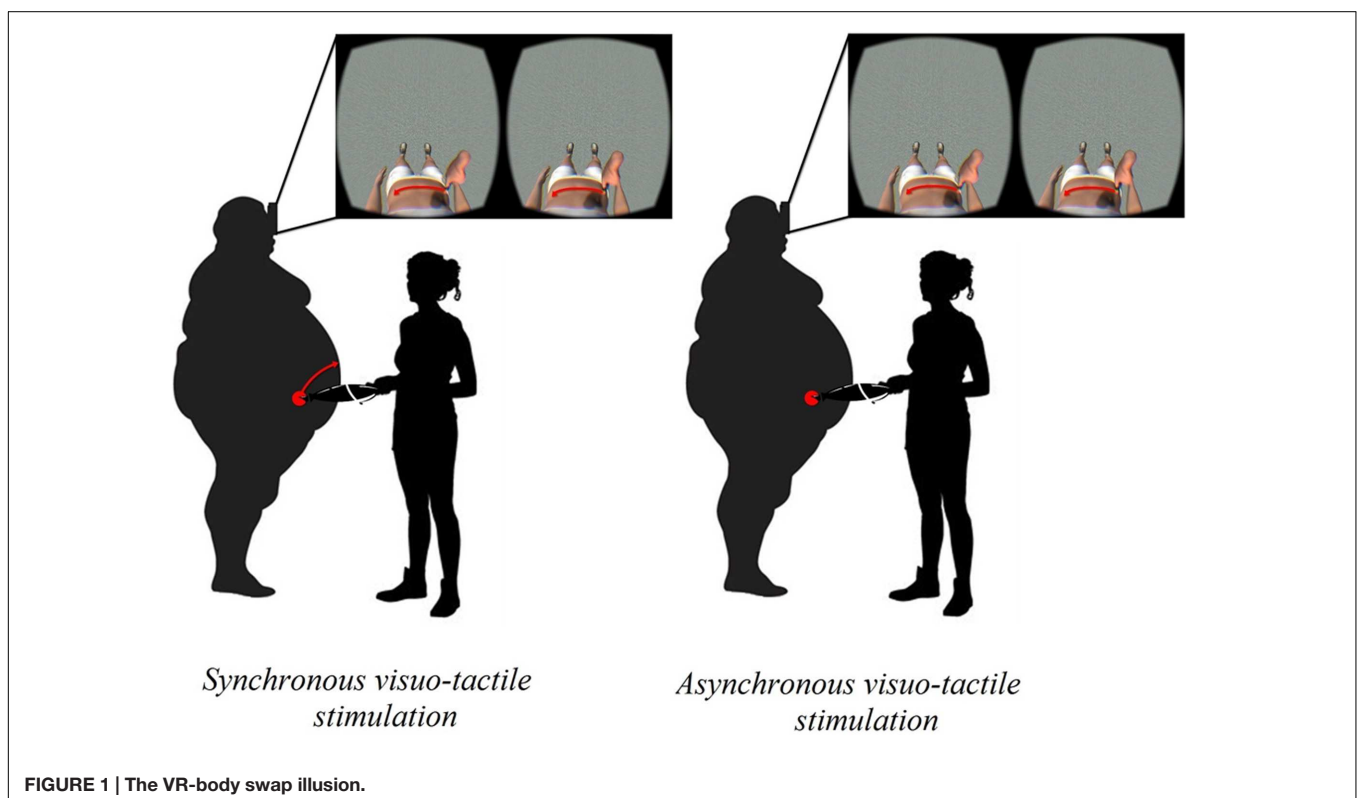 Synchronous visuo-tactile
stimulation
Asynchronous visuo-tactile
stimulation
FIGURE 1 | The VR-body swap illusion.